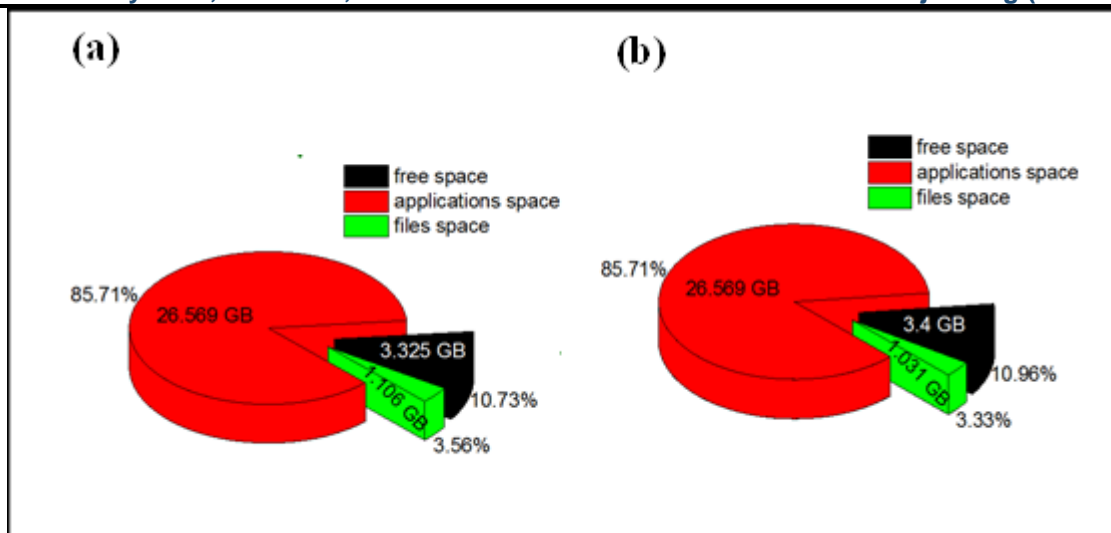 (a)
free space
applications space
files space
85.71%
26.569 GB
3.325 GB
10.73%
1.106 GB
3.56%
(b)
free space
applications space
files space
85.71%
26.569 GB
3.4 GB
10.96%
1.031 GB
3.33%